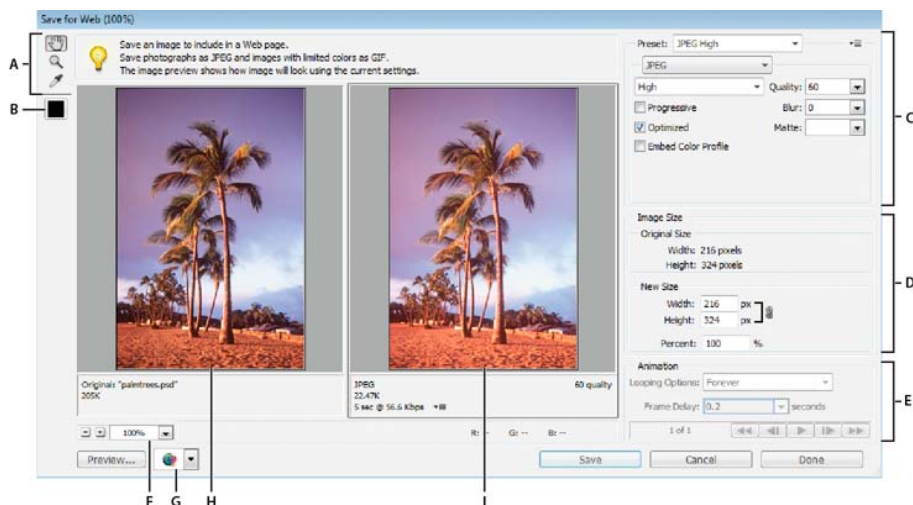 Save for Web (100%)
A
B
C
D
E
F
G
H
I
Save an image to include in a Web page.
Save photographs as JPEG and images with limited colors as GIF.
The image preview shows how image will look using the current settings.
Preset: JPEG High
JPEG
High
Quality: 60
Progressive
Blur: 0
Optimized
Matte:
Embed Color Profile
Image Size
Original Size
Width: 216 pixels
Height: 324 pixels
New Size
Width: 216 px
Height: 324 px
Percent: 100 %
Animation
Looping Options: Forever
Frame Delay: 0.2 seconds
1 of 1
Original: "palmtrees.psd"
205K
JPEG
60 quality
22.47K
5 sec @ 56.6 Kbps
100%
R: --
G: --
B: --
Preview...
Save
Cancel
Done